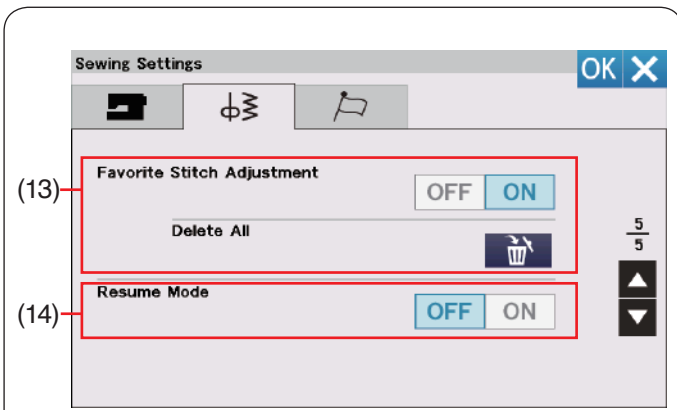 Sewing Settings
OK
(13)
Favorite Stitch Adjustment
OFF ON
Delete All
5
5
(14)
Resume Mode
OFF ON